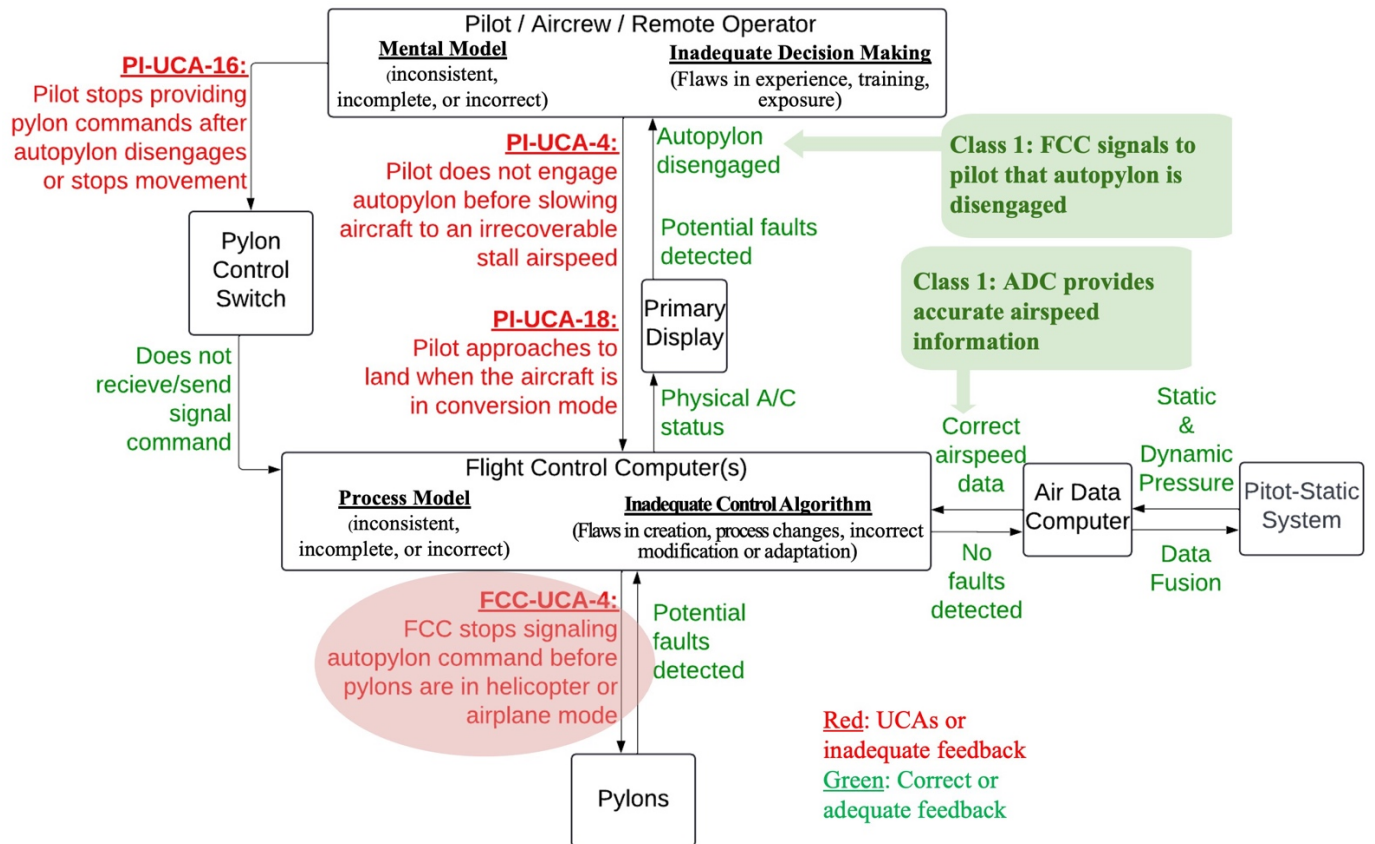 Pilot / Aircrew / Remote Operator
Mental Model
(inconsistent,
incomplete, or incorrect)
Inadequate Decision Making
(Flaws in experience, training,
exposure)
PI-UCA-16:
Pilot stops providing
pylon commands after
autopylon disengages
or stops movement
PI-UCA-4:
Pilot does not engage
autopylon before slowing
aircraft to an irrecoverable
stall airspeed
Autopylon
disengaged
Class 1: FCC signals to
pilot that autopylon is
disengaged
Potential faults
detected
Pylon
Control
Switch
Class 1: ADC provides
accurate airspeed
information
Primary
Display
PI-UCA-18:
Pilot approaches to
land when the aircraft is
in conversion mode
Does not
recieve/send
signal
command
Physical A/C
status
Correct
airspeed
data
Static
&
Dynamic
Pressure
Flight Control Computer(s)
Process Model
(inconsistent,
incomplete, or incorrect)
Inadequate Control Algorithm
(Flaws in creation, process changes, incorrect
modification or adaptation)
Air Data
Computer
Pitot-Static
System
No
faults
detected
Data
Fusion
FCC-UCA-4:
FCC stops signaling
autopylon command before
pylons are in helicopter or
airplane mode
Potential
faults
detected
Pylons
Red: UCAs or
inadequate feedback
Green: Correct or
adequate feedback